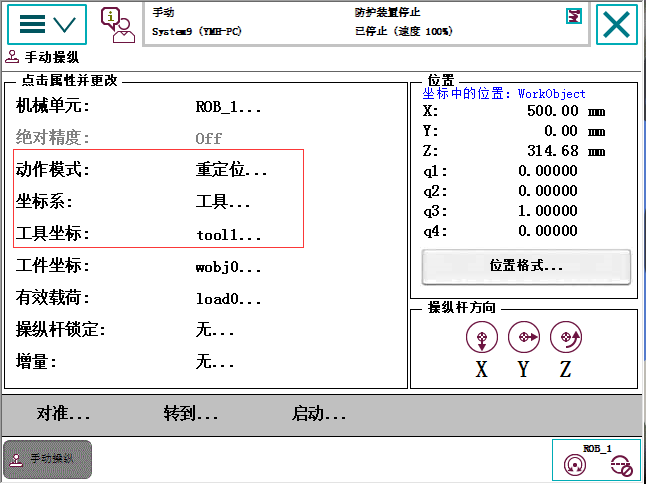 手动
防护装置停止
System9 (YMH-PC)
已停止 (速度 100%)
手动操纵
点击属性并更改
机械单元: ROB_1...
绝对精度: Off
动作模式: 重定位...
坐标系: 工具...
工具坐标: tool1...
工件坐标: wobj0...
有效载荷: load0...
操纵杆锁定: 无...
增量: 无...
位置
坐标中的位置: WorkObject
X: 500.00 mm
Y: 0.00 mm
Z: 314.68 mm
q1: 0.00000
q2: 0.00000
q3: 1.00000
q4: 0.00000
位置格式...
操纵杆方向
X Y Z
对准... 转到... 启动...
手动操纵
ROB_1